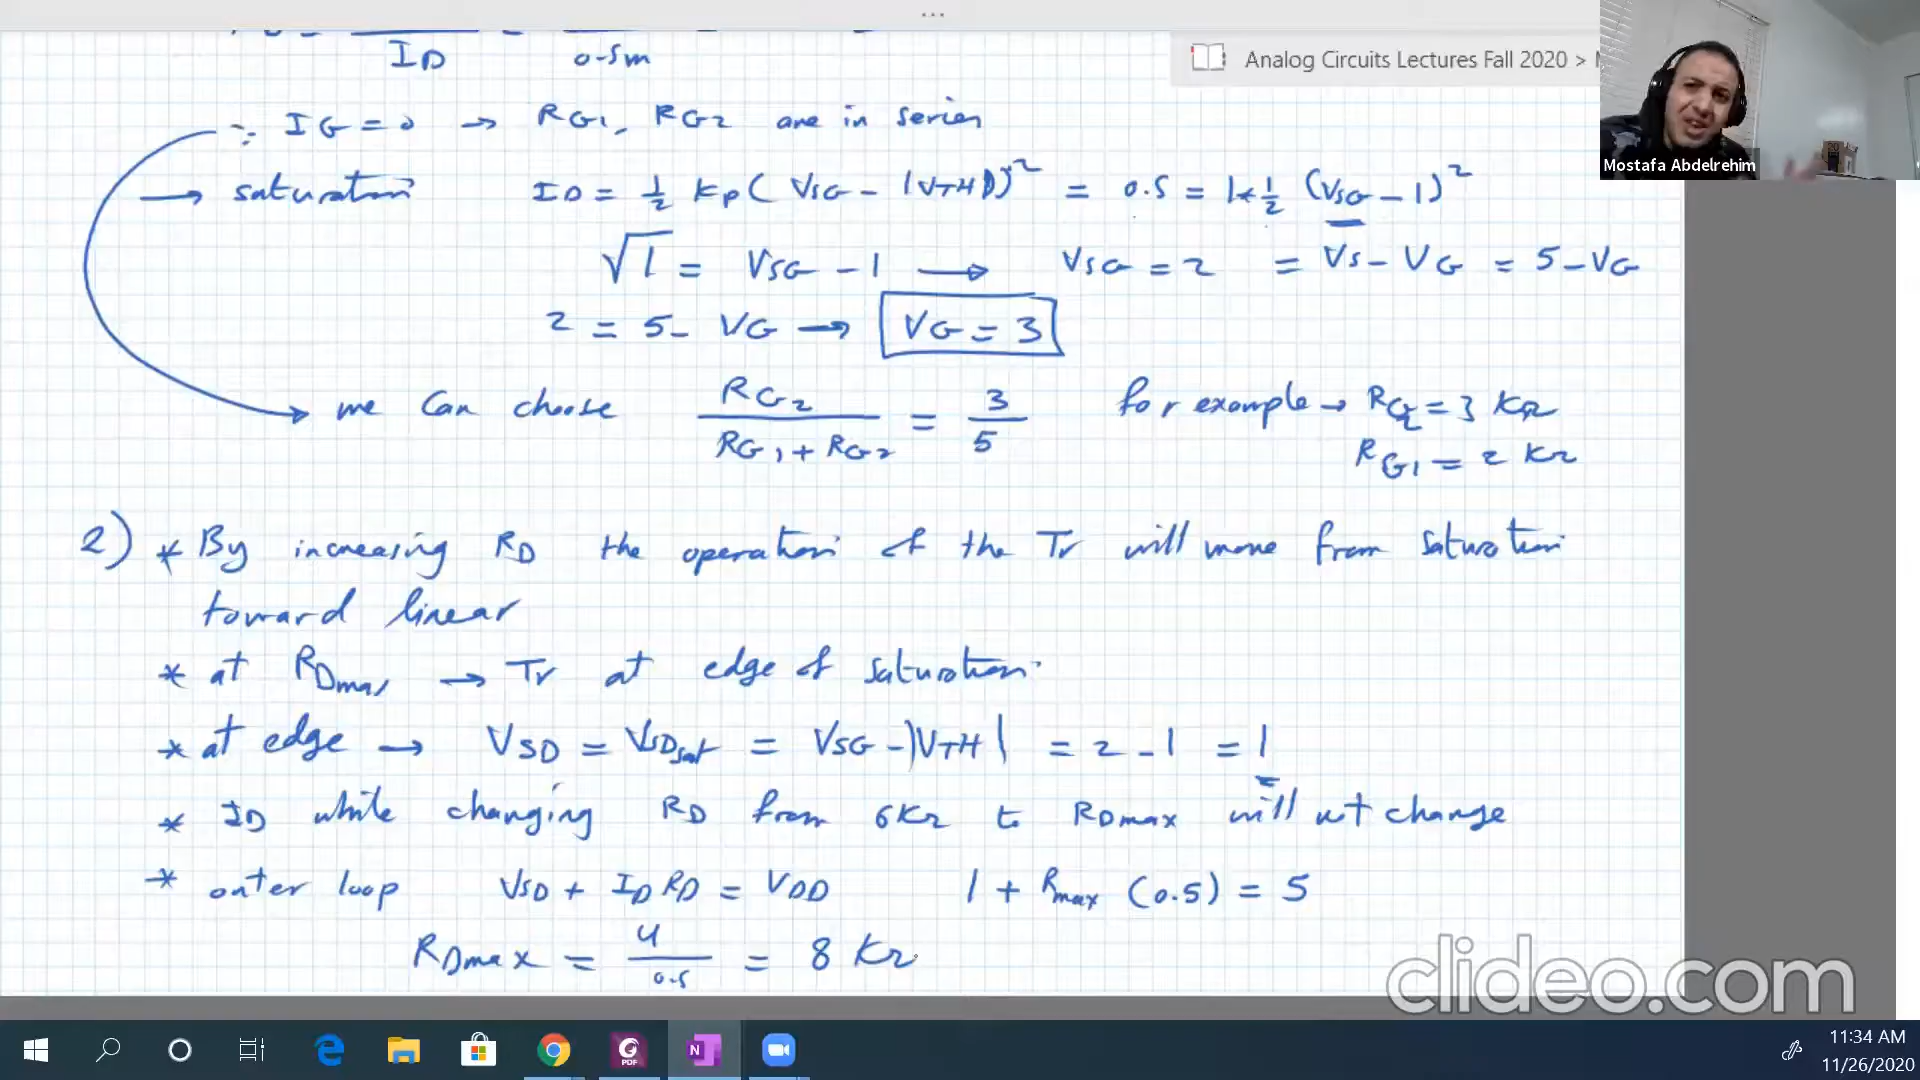 ...
Analog Circuits Lectures Fall 2020 >
ID 0.5m
∵ IG = 0 → RG1, RG2 are in series
Mostafa Abdelrehim
→ saturation ID = 1/2 KP ( VSG - |VTH|)^2 = 0.5 = 1*1/2 (VSG - 1)^2
√1 = VSG - 1 → VSG = 2 = VS - VG = 5 - VG
2 = 5 - VG → VG = 3
we can choose RG2 / RG1 + RG2 = 3 / 5 for example → RG2 = 3 KΩ
RG1 = 2 KΩ
2) * By increasing RD the operation of the Tr will move from saturation
toward linear
* at RDmax → Tr at edge of saturation
* at edge → VSD = VSDsat = VSG - |VTH| = 2 - 1 = 1
* ID while changing RD from 6KΩ to RDmax will not change
* outer loop VSD + ID RD = VDD 1 + Rmax (0.5) = 5
RDmax = 4 / 0.5 = 8 KΩ
clideo.com
PDF
N
11:34 AM
11/26/2020